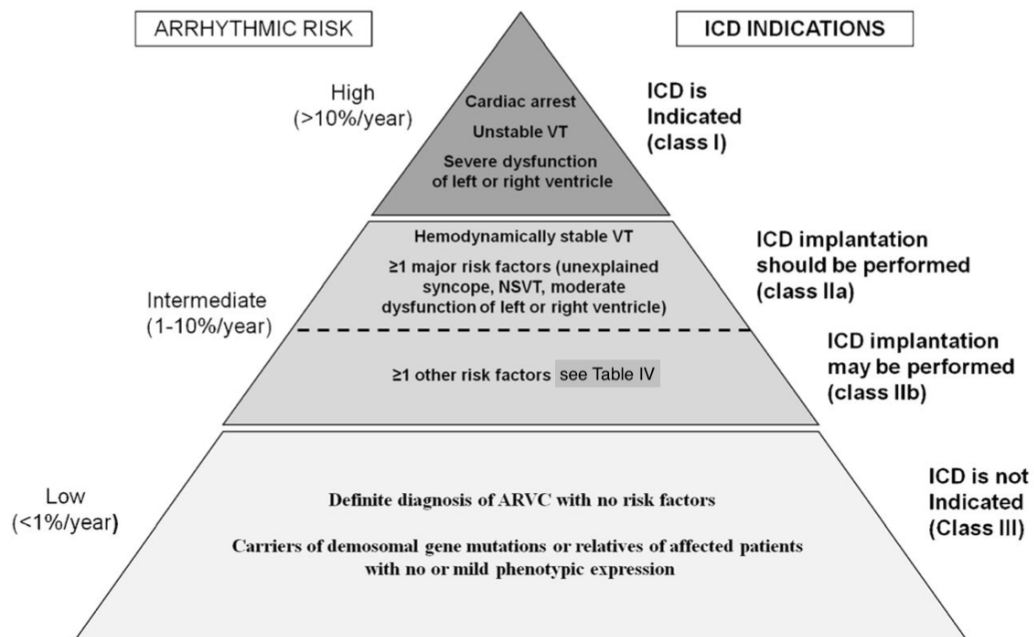 ARRHYTHMIC RISK
ICD INDICATIONS
High
(>10%/year)
Cardiac arrest
Unstable VT
Severe dysfunction
of left or right ventricle
ICD is
Indicated
(class I)
Intermediate
(1-10%/year)
Hemodynamically stable VT
≥1 major risk factors (unexplained
syncope, NSVT, moderate
dysfunction of left or right ventricle)
ICD implantation
should be performed
(class IIa)
≥1 other risk factors see Table IV
ICD implantation
may be performed
(class IIb)
Low
(<1%/year)
Definite diagnosis of ARVC with no risk factors
Carriers of demosomal gene mutations or relatives of affected patients
with no or mild phenotypic expression
ICD is not
Indicated
(Class III)